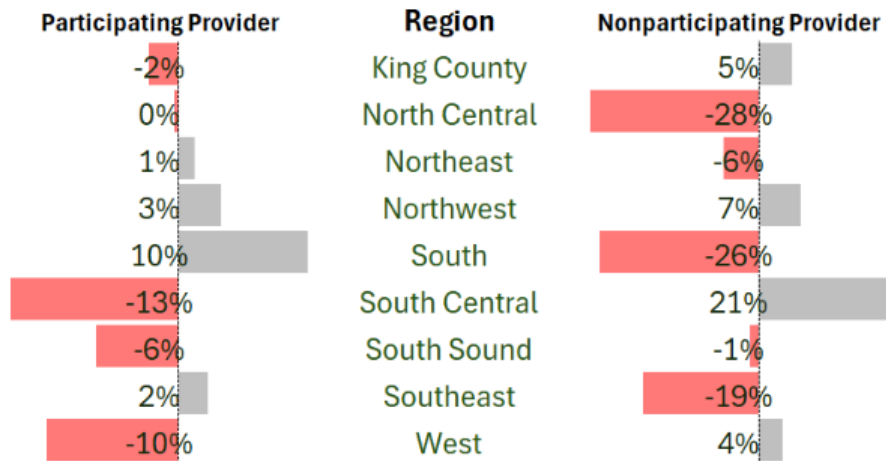 Participating Provider Region Nonparticipating Provider
-2% King County 5%
0% North Central -28%
1% Northeast -6%
3% Northwest 7%
10% South -26%
-13% South Central 21%
-6% South Sound -1%
2% Southeast -19%
-10% West 4%